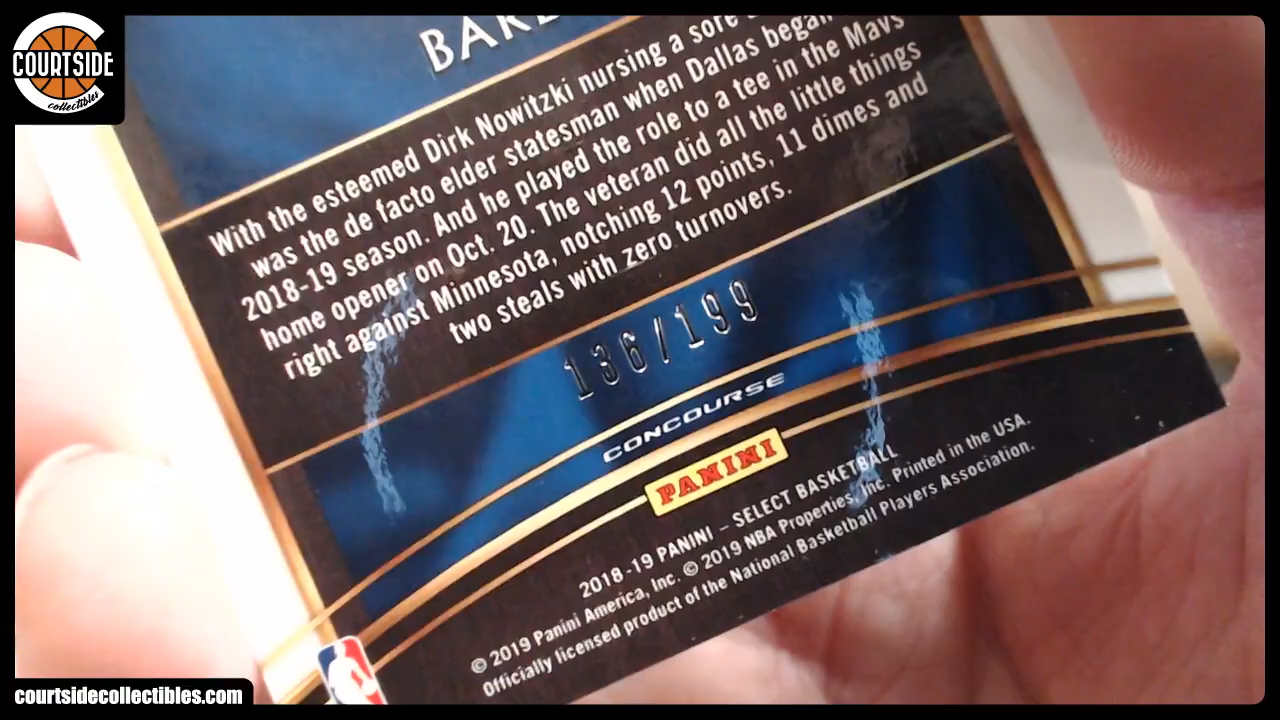 COURTSIDE
collectibles
With the esteemed Dirk Nowitzki nursing a sore
was the de facto elder statesman when Dallas began
2018-19 season. And he played the role to a tee in the Mavs
home opener on Oct. 20. The veteran did all the little things
right against Minnesota, notching 12 points, 11 dimes and
two steals with zero turnovers.
136/199
CONCOURSE
PANINI
2018-19 PANINI – SELECT BASKETBALL
© 2019 Panini America, Inc. © 2019 NBA Properties, Inc. Printed in the USA.
Officially licensed product of the National Basketball Players Association.
courtsidecollectibles.com